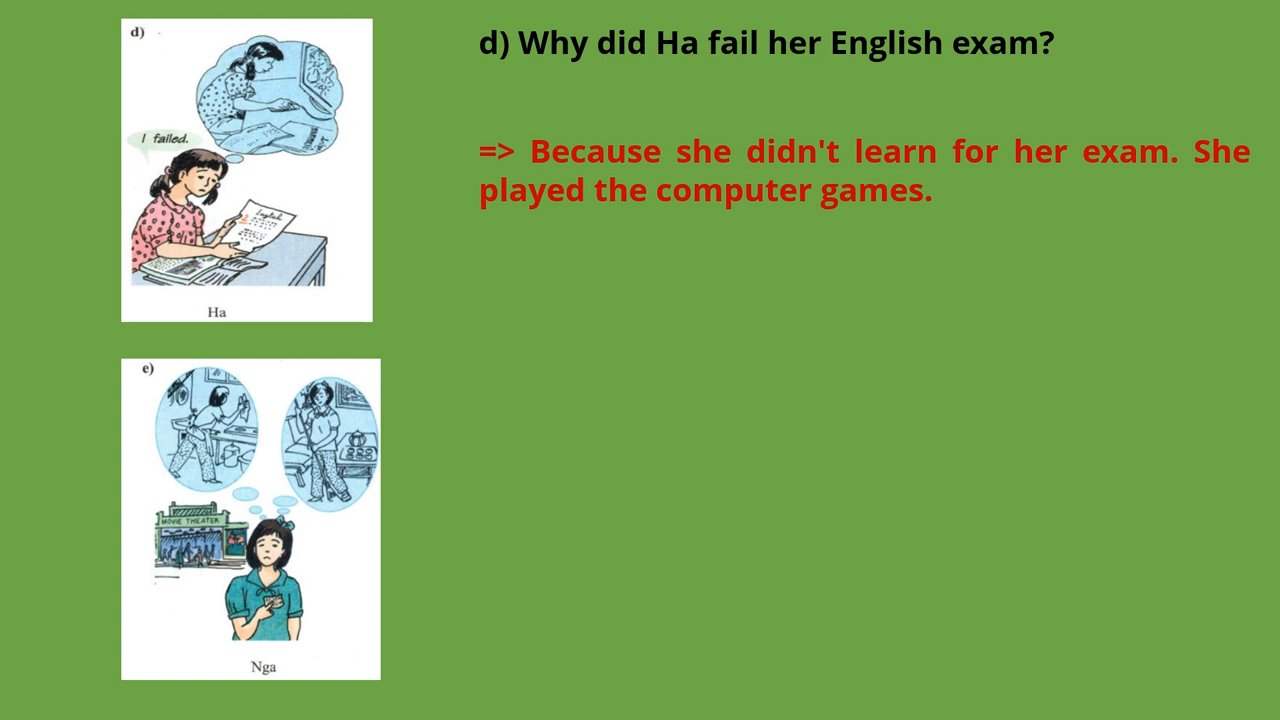 d)
I failed.
English
Ha
d) Why did Ha fail her English exam?
=> Because she didn't learn for her exam. She
played the computer games.
e)
MOVIE THEATER
Nga